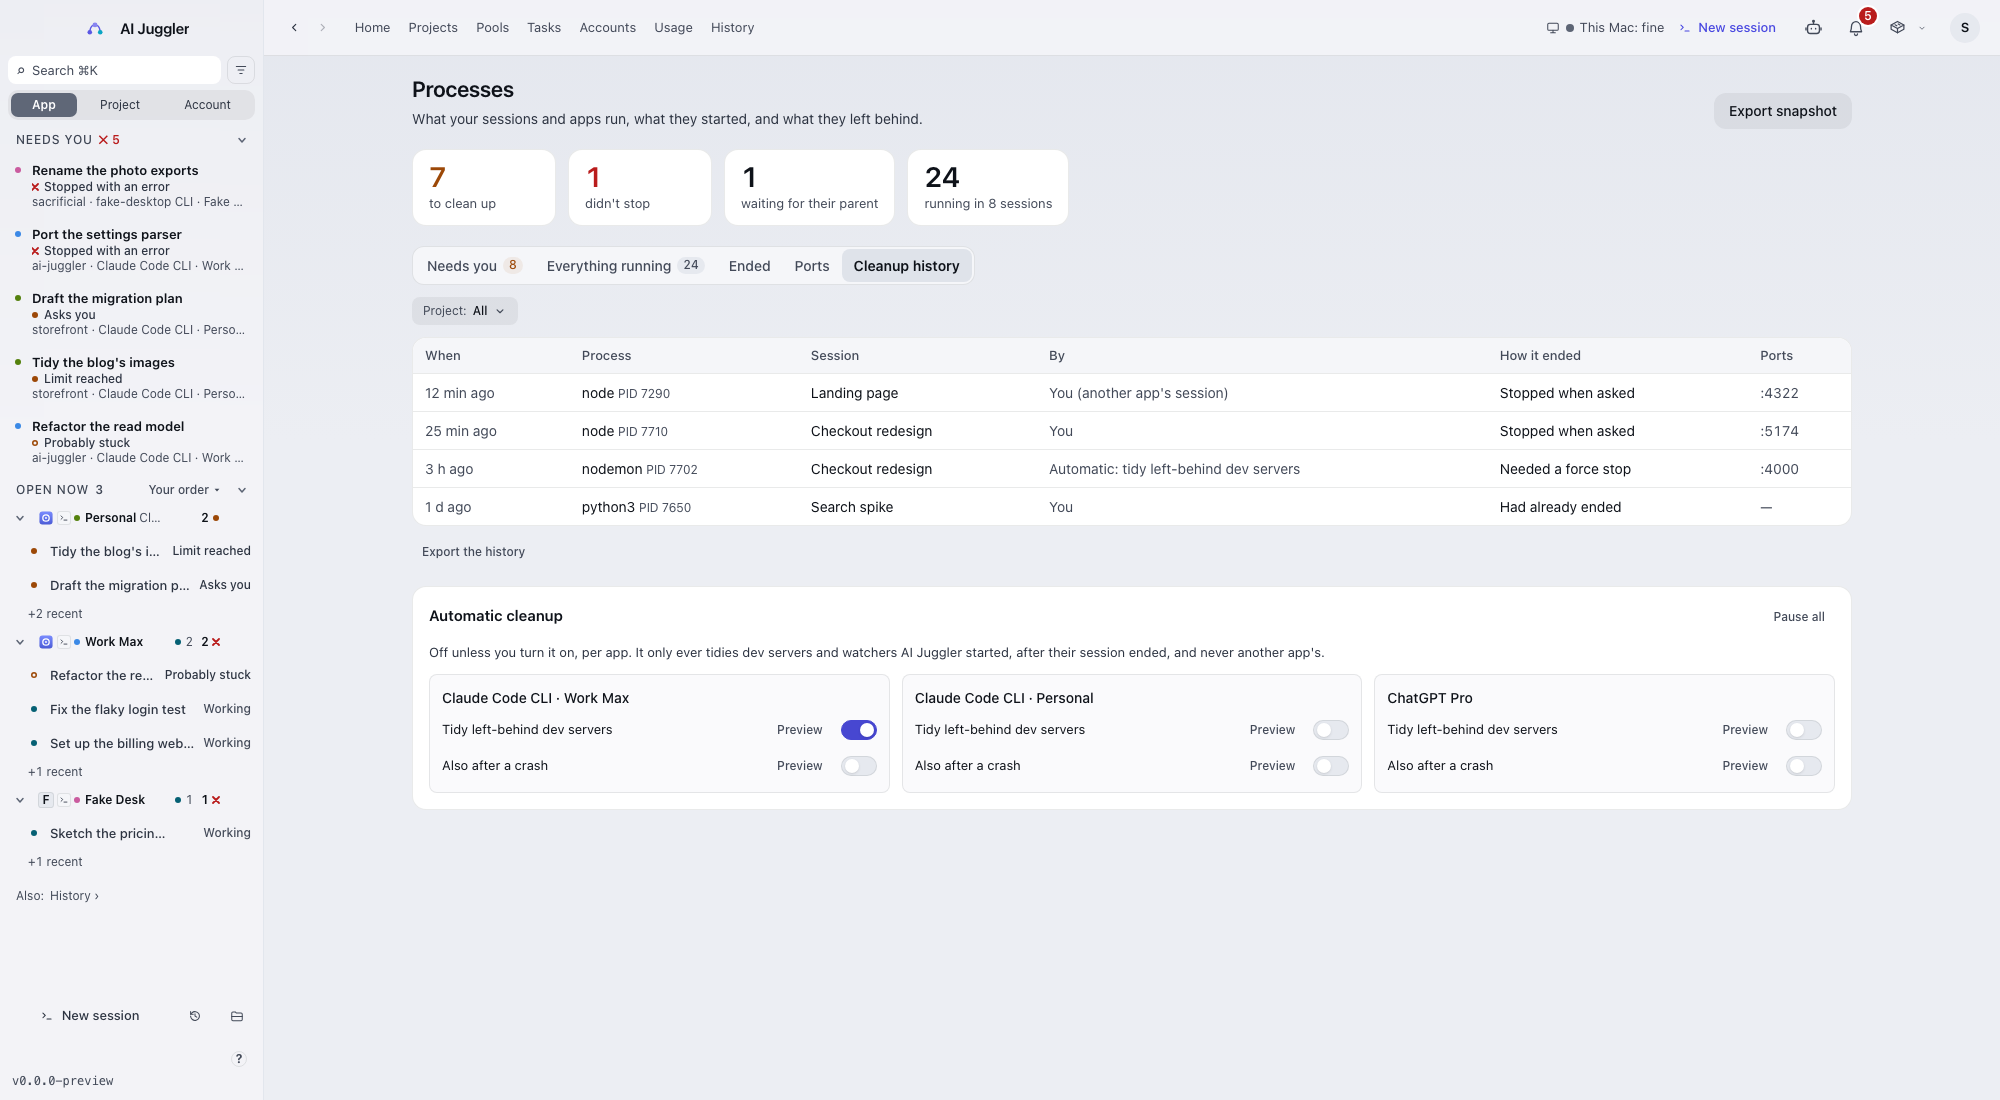 AI Juggler
Search ⌘K
App Project Account
NEEDS YOU 5
Rename the photo exports
Stopped with an error
sacrificial · fake-desktop CLI · Fake ...
Port the settings parser
Stopped with an error
ai-juggler · Claude Code CLI · Work ...
Draft the migration plan
Asks you
storefront · Claude Code CLI · Perso...
Tidy the blog's images
Limit reached
storefront · Claude Code CLI · Perso...
Refactor the read model
Probably stuck
ai-juggler · Claude Code CLI · Work ...
OPEN NOW 3 Your order
Personal Cl... 2
Tidy the blog's i... Limit reached
Draft the migration p... Asks you
+2 recent
Work Max 2 2
Refactor the re... Probably stuck
Fix the flaky login test Working
Set up the billing web... Working
+1 recent
F Fake Desk 1 1
Sketch the pricin... Working
+1 recent
Also: History ›
New session
?
v0.0.0-preview
Home Projects Pools Tasks Accounts Usage History
This Mac: fine New session 5 S
Processes
What your sessions and apps run, what they started, and what they left behind.
Export snapshot
7 to clean up
1 didn't stop
1 waiting for their parent
24 running in 8 sessions
Needs you 8 Everything running 24 Ended Ports Cleanup history
Project: All
When Process Session By How it ended Ports
12 min ago node PID 7290 Landing page You (another app's session) Stopped when asked :4322
25 min ago node PID 7710 Checkout redesign You Stopped when asked :5174
3 h ago nodemon PID 7702 Checkout redesign Automatic: tidy left-behind dev servers Needed a force stop :4000
1 d ago python3 PID 7650 Search spike You Had already ended —
Export the history
Automatic cleanup Pause all
Off unless you turn it on, per app. It only ever tidies dev servers and watchers AI Juggler started, after their session ended, and never another app's.
Claude Code CLI · Work Max
Tidy left-behind dev servers Preview
Also after a crash Preview
Claude Code CLI · Personal
Tidy left-behind dev servers Preview
Also after a crash Preview
ChatGPT Pro
Tidy left-behind dev servers Preview
Also after a crash Preview